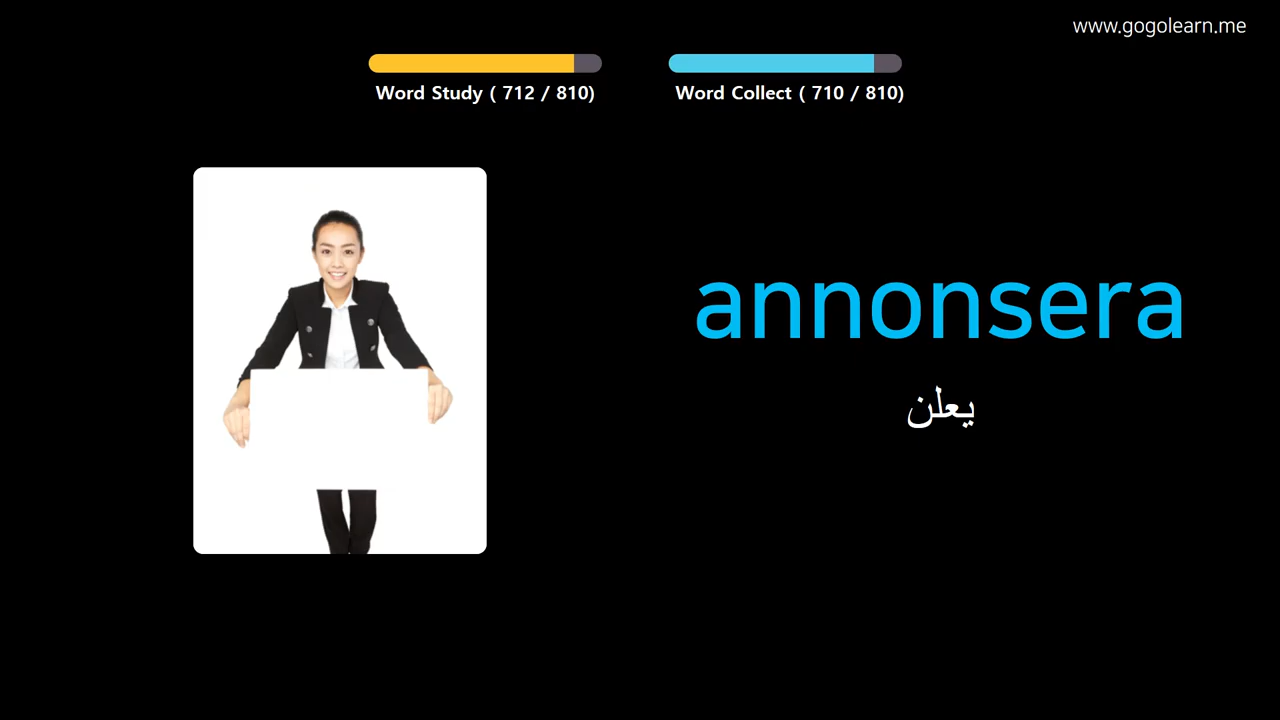 www.gogolearn.me
Word Study ( 712 / 810)
Word Collect ( 710 / 810)
annonsera
يعلن